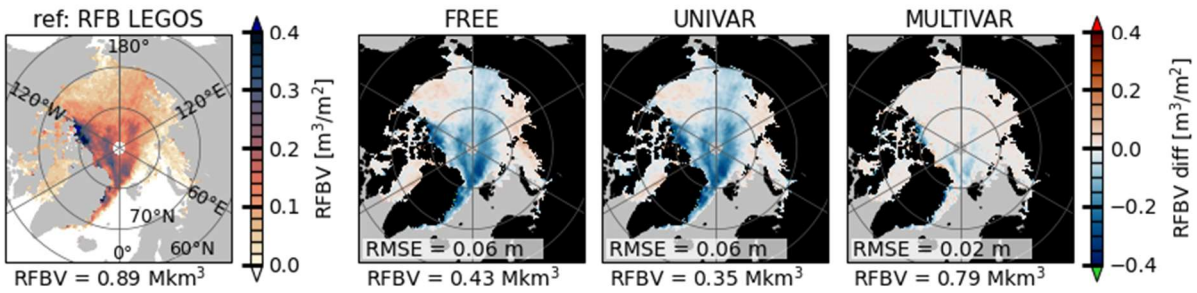 ref: RFB LEGOS
180°
120°W
120°E
60°E
70°N
0°
60°N
RFBV = 0.89 Mkm³
0.4
0.3
0.2
0.1
0.0
RFBV [m³/m²]
FREE
RMSE = 0.06 m
RFBV = 0.43 Mkm³
UNIVAR
RMSE = 0.06 m
RFBV = 0.35 Mkm³
MULTIVAR
RMSE = 0.02 m
RFBV = 0.79 Mkm³
0.4
0.2
0.0
−0.2
−0.4
RFBV diff [m³/m²]